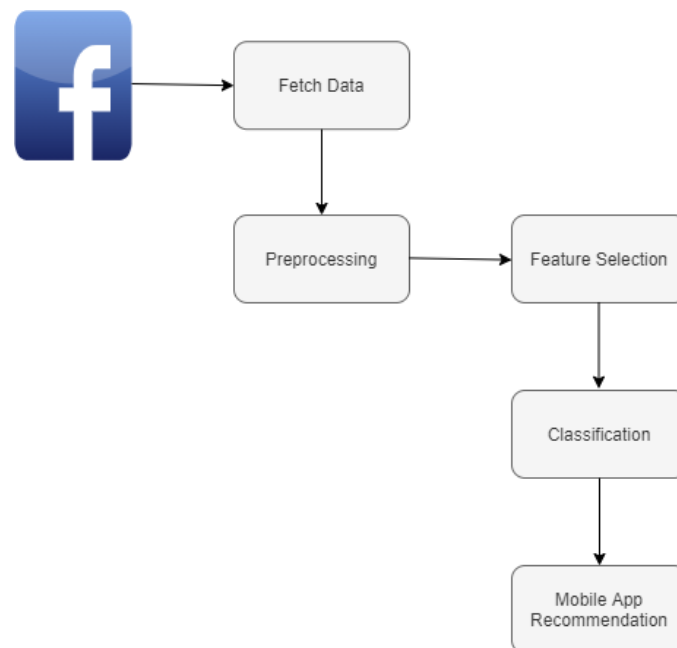 f
Fetch Data
Preprocessing
Feature Selection
Classification
Mobile App
Recommendation